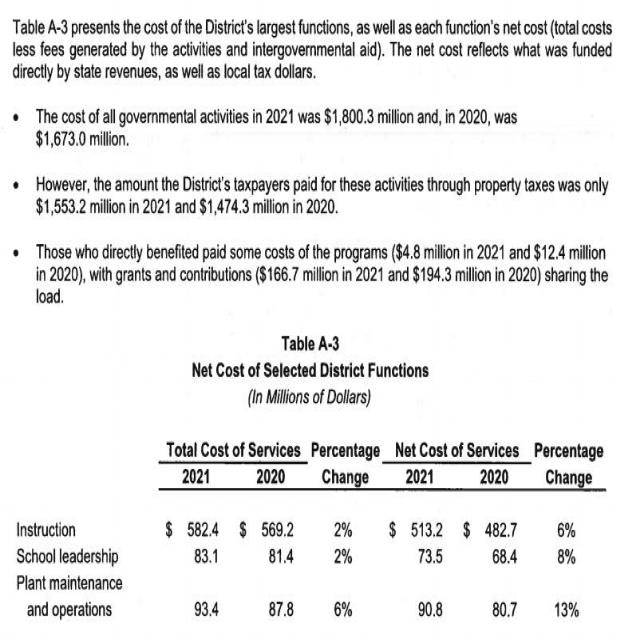 Table A-3 presents the cost of the District's largest functions, as well as each function's net cost (total costs
less fees generated by the activities and intergovernmental aid). The net cost reflects what was funded
directly by state revenues, as well as local tax dollars.
• The cost of all governmental activities in 2021 was $1,800.3 million and, in 2020, was
$1,673.0 million.
• However, the amount the District's taxpayers paid for these activities through property taxes was only
$1,553.2 million in 2021 and $1,474.3 million in 2020.
• Those who directly benefited paid some costs of the programs ($4.8 million in 2021 and $12.4 million
in 2020), with grants and contributions ($166.7 million in 2021 and $194.3 million in 2020) sharing the
load.
Table A-3
Net Cost of Selected District Functions
(In Millions of Dollars)
Total Cost of Services Percentage Net Cost of Services Percentage
2021 2020 Change 2021 2020 Change
Instruction $ 582.4 $ 569.2 2% $ 513.2 $ 482.7 6%
School leadership 83.1 81.4 2% 73.5 68.4 8%
Plant maintenance
and operations 93.4 87.8 6% 90.8 80.7 13%